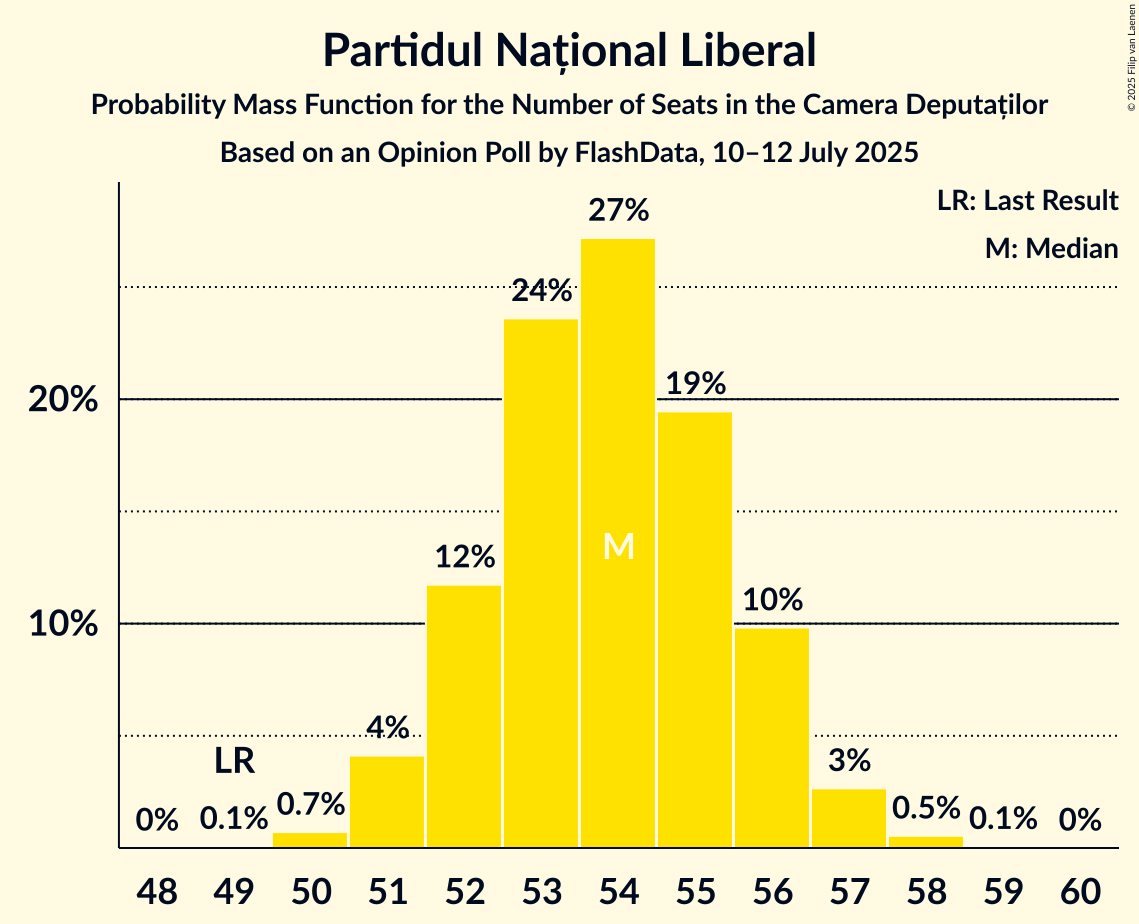 Partidul Național Liberal
Probability Mass Function for the Number of Seats in the Camera Deputaților
Based on an Opinion Poll by FlashData, 10–12 July 2025
© 2025 Filip van Laenen
LR: Last Result
M: Median
27%
24%
20%
19%
M
12%
10%
10%
4%
LR
3%
0%
0.1%
0.7%
0.5%
0.1%
0%
48 49 50 51 52 53 54 55 56 57 58 59 60